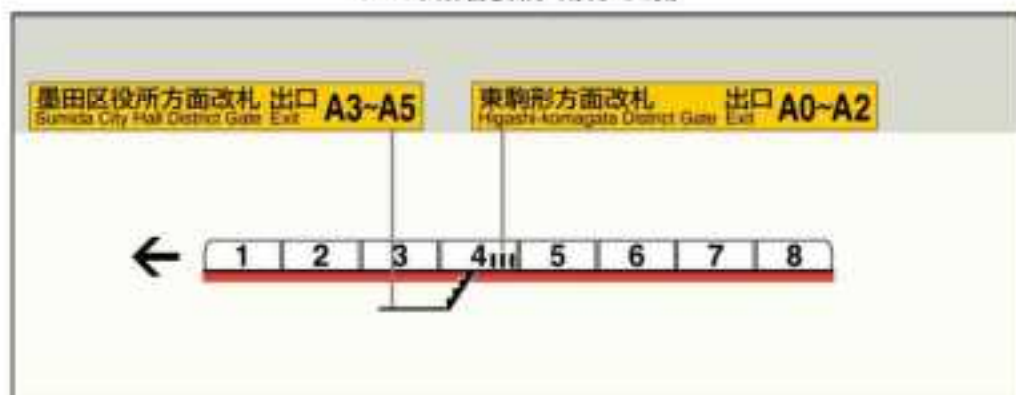 墨田区役所方面改札 出口 A3~A5
Sumida City Hall District Gate Exit
東駒形方面改札 出口 A0~A2
Higashi-komagata District Gate Exit
← 1 2 3 4 5 6 7 8